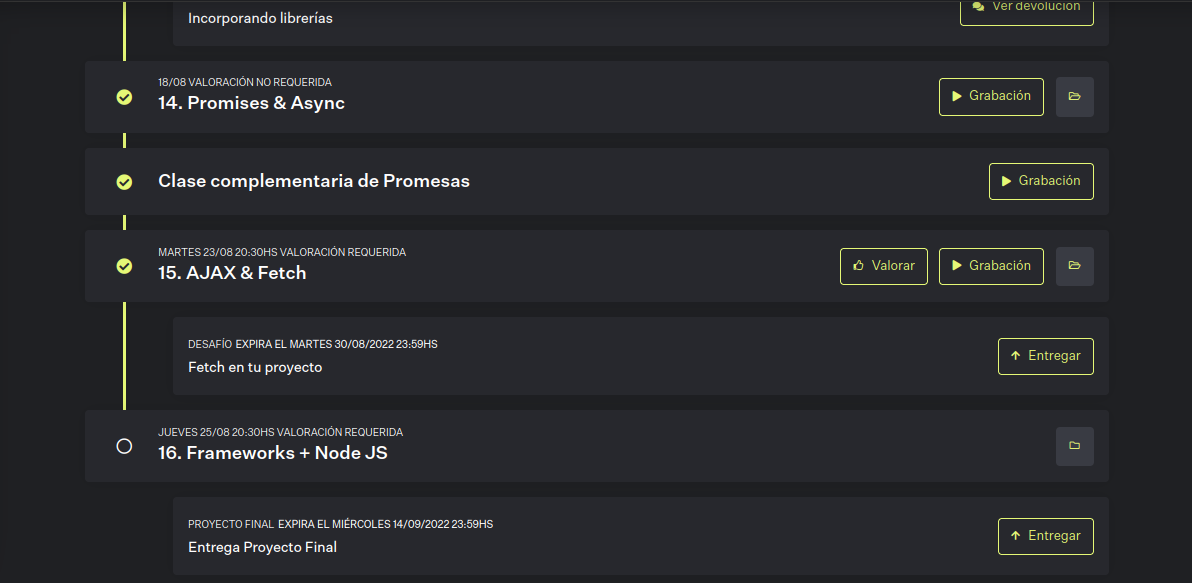 Ver devolución
Incorporando librerías
18/08 VALORACIÓN NO REQUERIDA
14. Promises & Async
Grabación
Clase complementaria de Promesas
Grabación
MARTES 23/08 20:30HS VALORACIÓN REQUERIDA
15. AJAX & Fetch
Valorar
Grabación
DESAFÍO EXPIRA EL MARTES 30/08/2022 23:59HS
Fetch en tu proyecto
Entregar
JUEVES 25/08 20:30HS VALORACIÓN REQUERIDA
16. Frameworks + Node JS
PROYECTO FINAL EXPIRA EL MIÉRCOLES 14/09/2022 23:59HS
Entrega Proyecto Final
Entregar